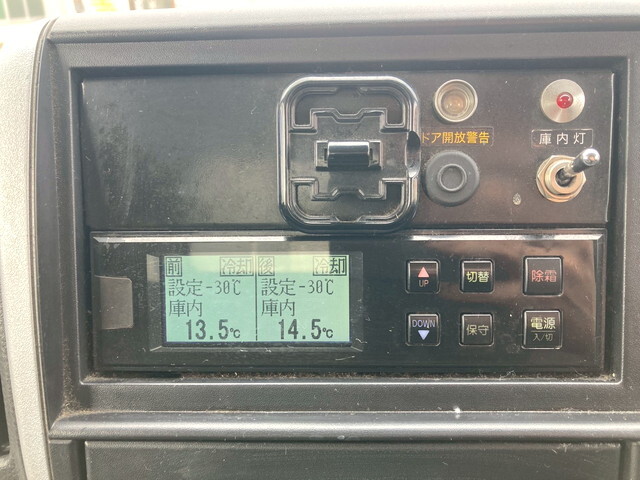 ドア開放警告
庫内灯
前 冷却 後 冷却
設定-30℃ 設定-30℃
庫内 庫内
13.5℃ 14.5℃
▲
UP
切替
除霜
DOWN
▼
保守
電源
入/切